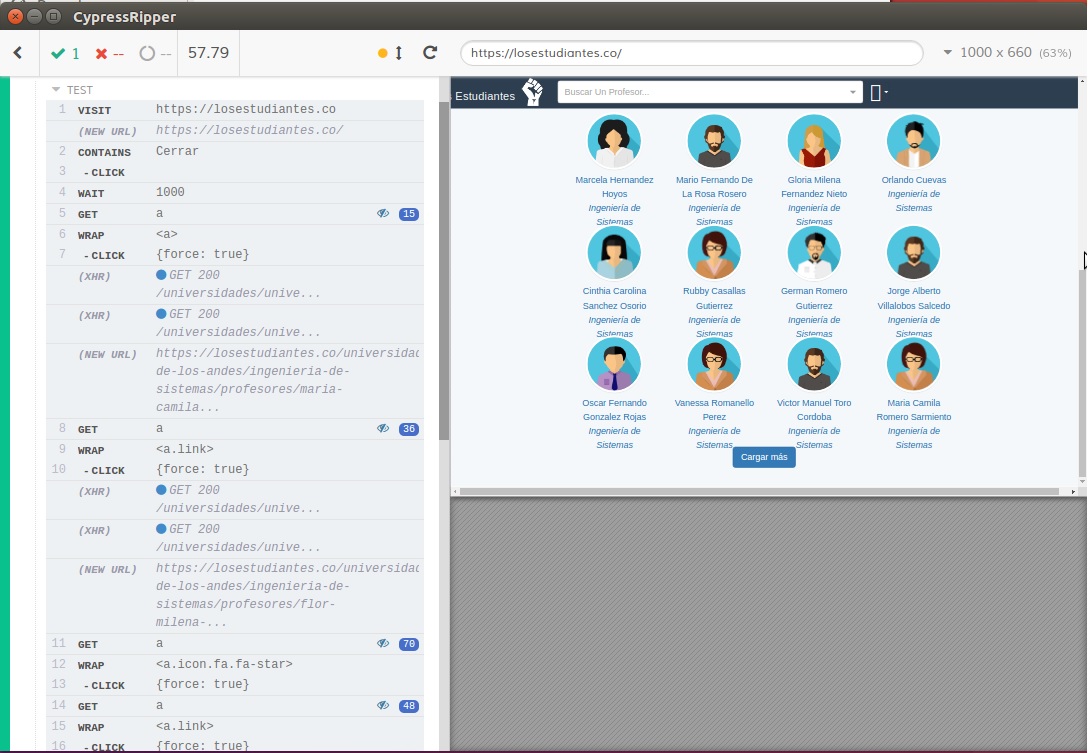 CypressRipper
1 -- -- 57.79 https://losestudiantes.co/ 1000 x 660 (63%)
TEST
1 VISIT https://losestudiantes.co
(NEW URL) https://losestudiantes.co/
2 CONTAINS Cerrar
3 - CLICK
4 WAIT 1000
5 GET a 15
6 WRAP <a>
7 - CLICK {force: true}
(XHR) GET 200
/universidades/unive...
(XHR) GET 200
/universidades/unive...
(NEW URL) https://losestudiantes.co/universidad
de-los-andes/ingenieria-de-
sistemas/profesores/maria-
camila...
8 GET a 36
9 WRAP <a.link>
10 - CLICK {force: true}
(XHR) GET 200
/universidades/unive...
(XHR) GET 200
/universidades/unive...
(NEW URL) https://losestudiantes.co/universidad
de-los-andes/ingenieria-de-
sistemas/profesores/flor-
milena-...
11 GET a 70
12 WRAP <a.icon.fa.fa-star>
13 - CLICK {force: true}
14 GET a 48
15 WRAP <a.link>
16 - CLICK {force: true}
Estudiantes Buscar Un Profesor...
Marcela Hernandez
Hoyos
Ingeniería de
Sistemas
Mario Fernando De
La Rosa Rosero
Ingeniería de
Sistemas
Gloria Milena
Fernandez Nieto
Ingeniería de
Sistemas
Orlando Cuevas
Ingeniería de
Sistemas
Cinthia Carolina
Sanchez Osorio
Ingeniería de
Sistemas
Rubby Casallas
Gutierrez
Ingeniería de
Sistemas
German Romero
Gutierrez
Ingeniería de
Sistemas
Jorge Alberto
Villalobos Salcedo
Ingeniería de
Sistemas
Oscar Fernando
Gonzalez Rojas
Ingeniería de
Sistemas
Vanessa Romanello
Perez
Ingeniería de
Sistemas
Victor Manuel Toro
Cordoba
Ingeniería de
Sistemas
Maria Camila
Romero Sarmiento
Ingeniería de
Sistemas
Cargar más